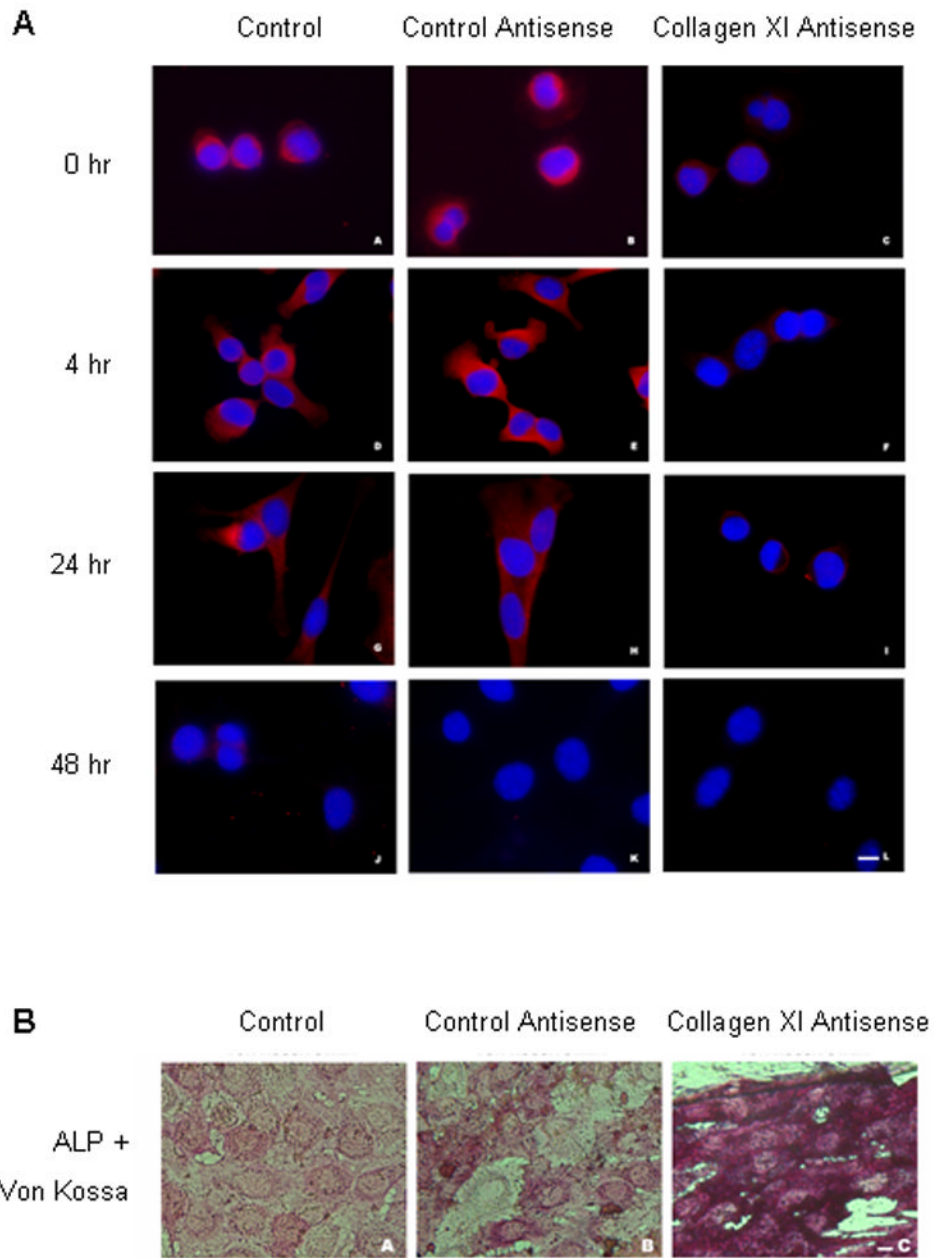 A
Control Control Antisense Collagen XI Antisense
0 hr
A B C
4 hr
D E F
24 hr
G H I
48 hr
J K L
B
Control Control Antisense Collagen XI Antisense
ALP +
Von Kossa
A B C